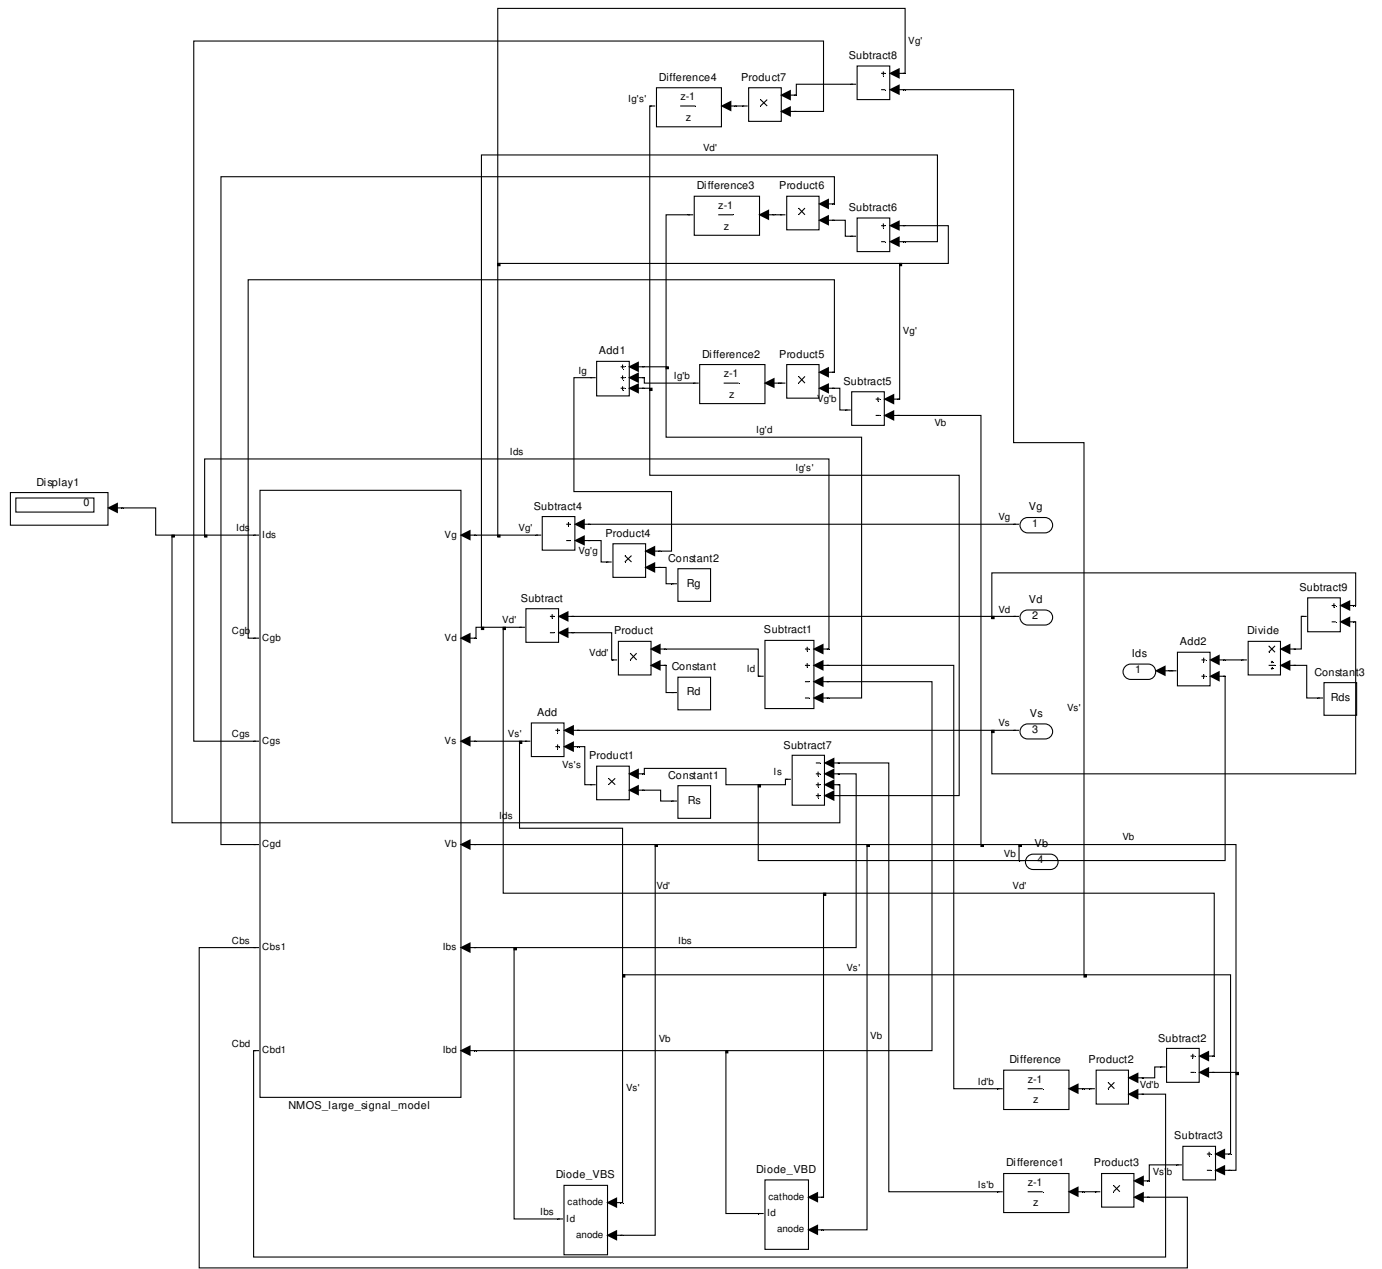 Vg'
Subtract8
+
−
Difference4
Product7
z-1
z
×
Ig's'
Vd'
Difference3
Product6
Subtract6
z-1
z
×
+
−
Vg'
Add1
Difference2
Product5
Subtract5
Ig
+
+
+
Ig'b
z-1
z
×
Vg'b
+
−
Vb
Ig'd
Ids
Ig's'
Display1
0
Subtract4
Vg
Vg
1
Ids
Ids
Vg
Vg'
+
−
Product4
Vg'g
×
Constant2
Rg
Subtract9
+
−
Subtract
Vd
Vd
2
Cgb
Cgb
Vd
Vd'
+
−
Product
Vdd'
×
Subtract1
+
+
−
−
Id
Constant
Rd
Ids
1
Add2
+
+
Divide
×
÷
Constant3
Rds
Add
Vs
Vs
3
Vs'
Cgs
Cgs
Vs
Vs'
+
+
Product1
Vs's
×
Subtract7
−
+
+
+
Is
Constant1
Rs
Ids
Cgd
Vb
Vb
Vb
4
Vb
Vd'
Vd'
Cbs
Cbs1
Ibs
Ibs
Vs'
Cbd
Cbd1
Ibd
Vb
Vb
NMOS_large_signal_model
Vs'
Difference
Product2
Subtract2
Id'b
z-1
z
×
Vd'b
+
−
Diode_VBS
cathode
Id
anode
Ibs
Diode_VBD
cathode
Id
anode
Difference1
Product3
Subtract3
Is'b
z-1
z
×
Vs'b
+
−